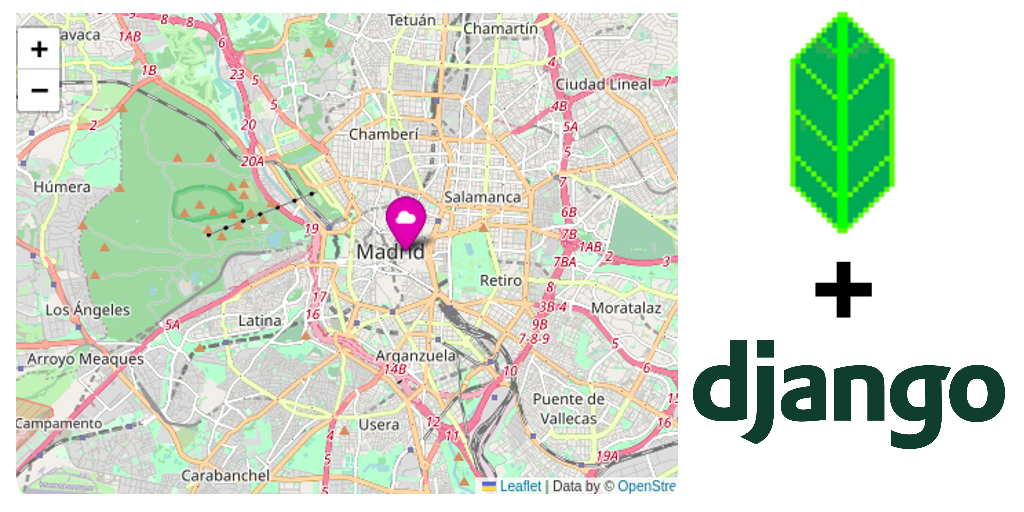 Tetuán
Chamartín
avaca
1AB
6
4
Ciudad Lineal
7
1B
23
5
5
4B
2
20
Chamberí
5A
20A
5
Húmera
7
Salamanca
6B
19
7B
1AB
Madrid
7BA
2
3
Retiro
8
17
3B
4
Los Ángeles
16
Moratalaz
5A
Latina
9B
7-8-9
5
Arroyo Meaques
Arganzuela
14B
10
6
Puente de
Vallecas
15
Campamento
Usera
12
11
16
4
19A
Carabanchel
5
+
−
Leaflet | Data by © OpenStre
+
django